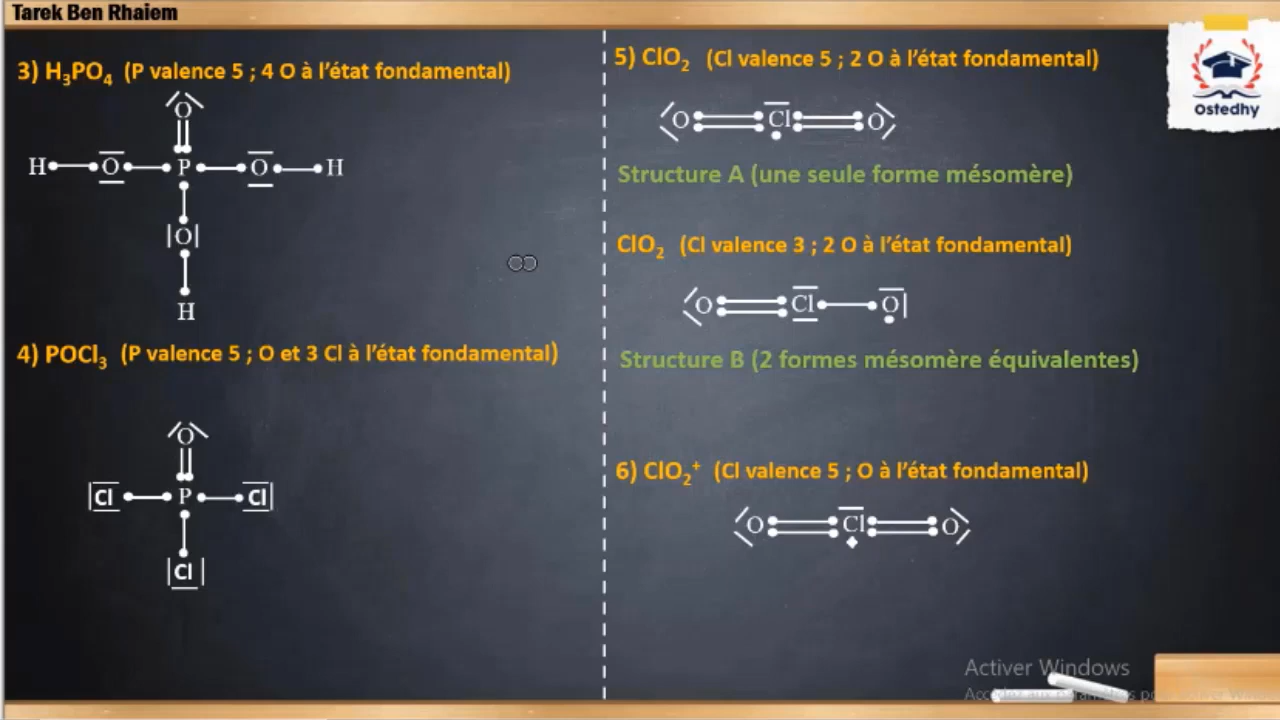 Tarek Ben Rhaiem
3) H₃PO₄ (P valence 5 ; 4 O à l'état fondamental)
O
H O P O H
O
H
4) POCl₃ (P valence 5 ; O et 3 Cl à l'état fondamental)
O
Cl P Cl
Cl
5) ClO₂ (Cl valence 5 ; 2 O à l'état fondamental)
O Cl O
Structure A (une seule forme mésomère)
ClO₂ (Cl valence 3 ; 2 O à l'état fondamental)
O Cl O
Structure B (2 formes mésomère équivalentes)
6) ClO₂⁺ (Cl valence 5 ; O à l'état fondamental)
O Cl O
Ostedhy
Activer Windows